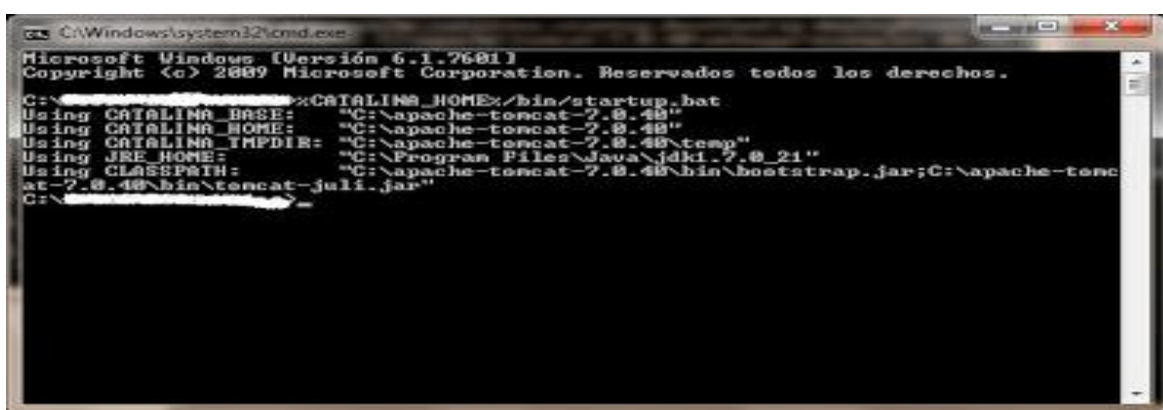 C:\Windows\system32\cmd.exe
Microsoft Windows [Versión 6.1.7601]
Copyright (c) 2009 Microsoft Corporation. Reservados todos los derechos.
C:\>%CATALINA_HOME%/bin/startup.bat
Using CATALINA_BASE: "C:\apache-tomcat-7.0.40"
Using CATALINA_HOME: "C:\apache-tomcat-7.0.40"
Using CATALINA_TMPDIR: "C:\apache-tomcat-7.0.40\temp"
Using JRE_HOME: "C:\Program Files\Java\jdk1.7.0_21"
Using CLASSPATH: "C:\apache-tomcat-7.0.40\bin\bootstrap.jar;C:\apache-tomc
at-7.0.40\bin\tomcat-juli.jar"
C:\>_